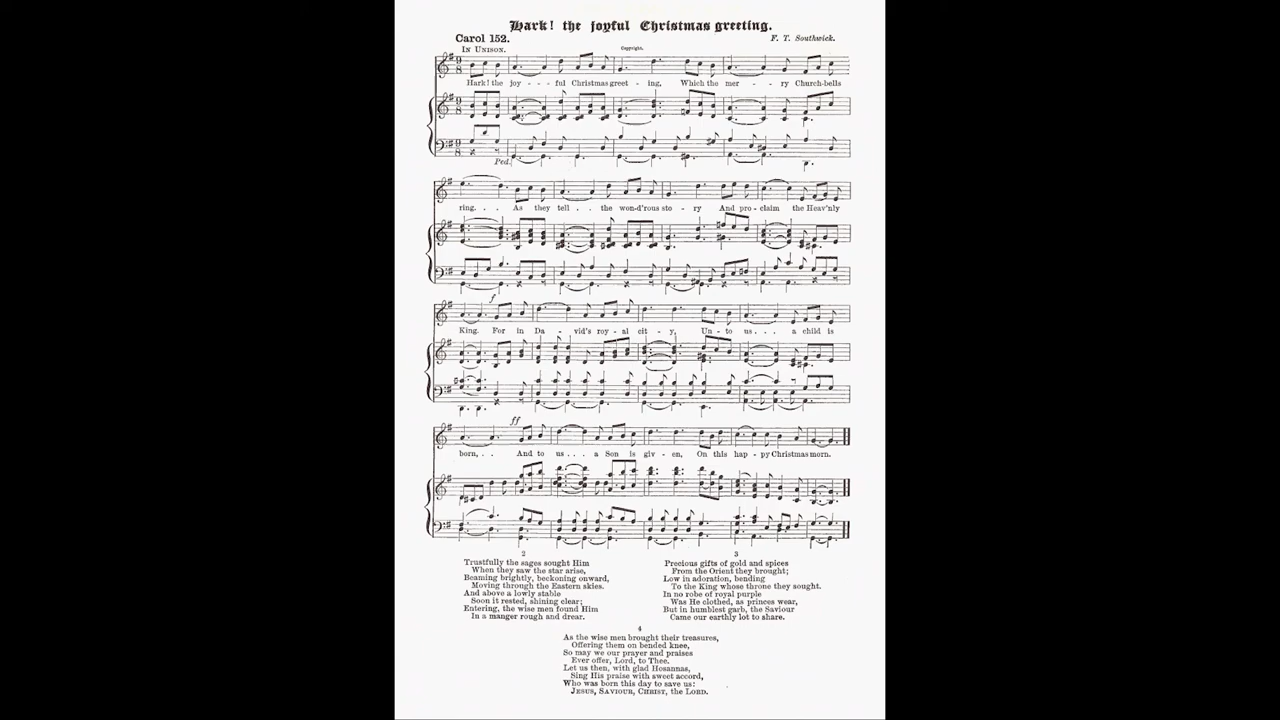 Hark! the joyful Christmas greeting.
Carol 152.
F. T. Southwick.
IN UNISON.
Copyright.
Hark! the joy - - - ful Christmas greet - ing, Which the mer - - ry Church-bells
Ped.
ring. . . As they tell . . the won-d'rous sto - ry And pro - claim the Heav'nly
f
King. For in Da - vid's roy - al cit - y, Un - to us . . . a child is
ff
born, . . And to us . . . a Son is giv - en, On this hap - py Christmas morn.
2
Trustfully the sages sought Him
When they saw the star arise,
Beaming brightly, beckoning onward,
Moving through the Eastern skies.
And above a lowly stable
Soon it rested, shining clear;
Entering, the wise men found Him
In a manger rough and drear.
3
Precious gifts of gold and spices
From the Orient they brought;
Low in adoration, bending
To the King whose throne they sought.
In no robe of royal purple
Was He clothed, as princes wear,
But in humblest garb, the Saviour
Came our earthly lot to share.
4
As the wise men brought their treasures,
Offering them on bended knee,
So may we our prayer and praises
Ever offer, Lord, to Thee.
Let us then, with glad Hosannas,
Sing His praise with sweet accord,
Who was born this day to save us:
JESUS, SAVIOUR, CHRIST, the LORD.